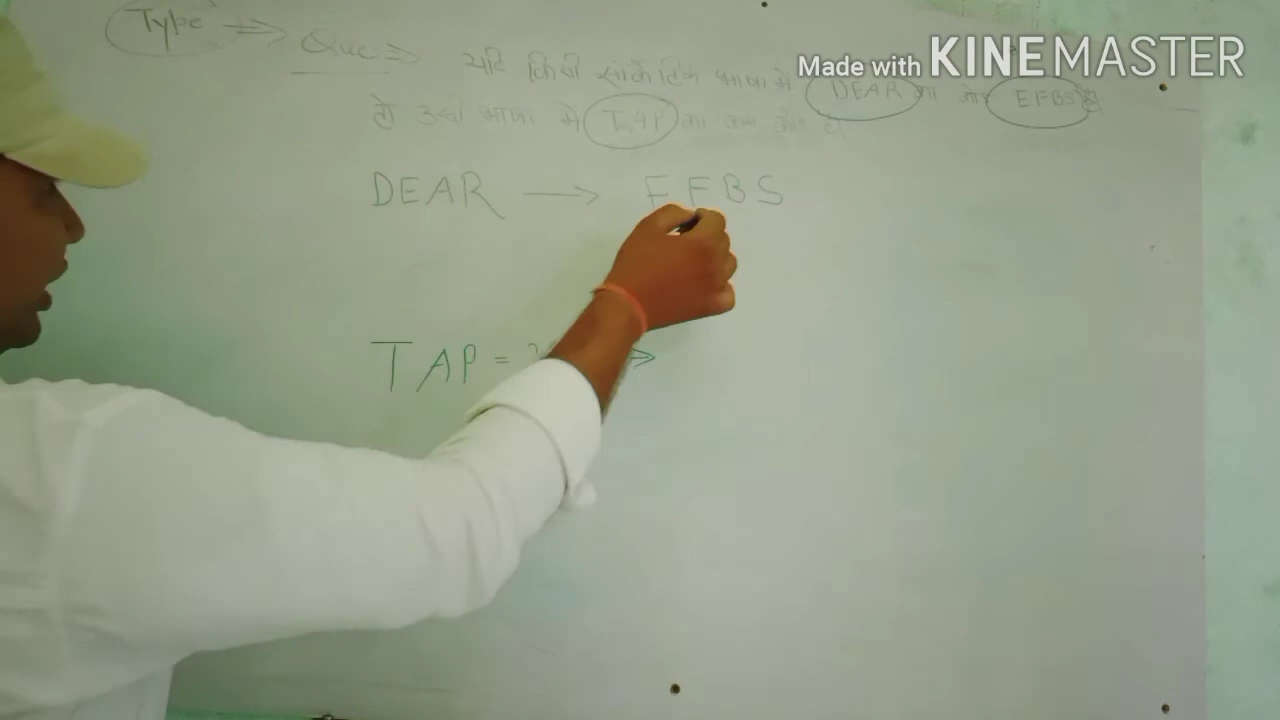 Type ⇒ Que ⇒ यदि किसी सांकेतिक भाषा में DEAR का कोड EFBS है
Made with KINEMASTER
तो उसी भाषा में TAP का क्या कोड है
DEAR → EFBS
TAP = ? →